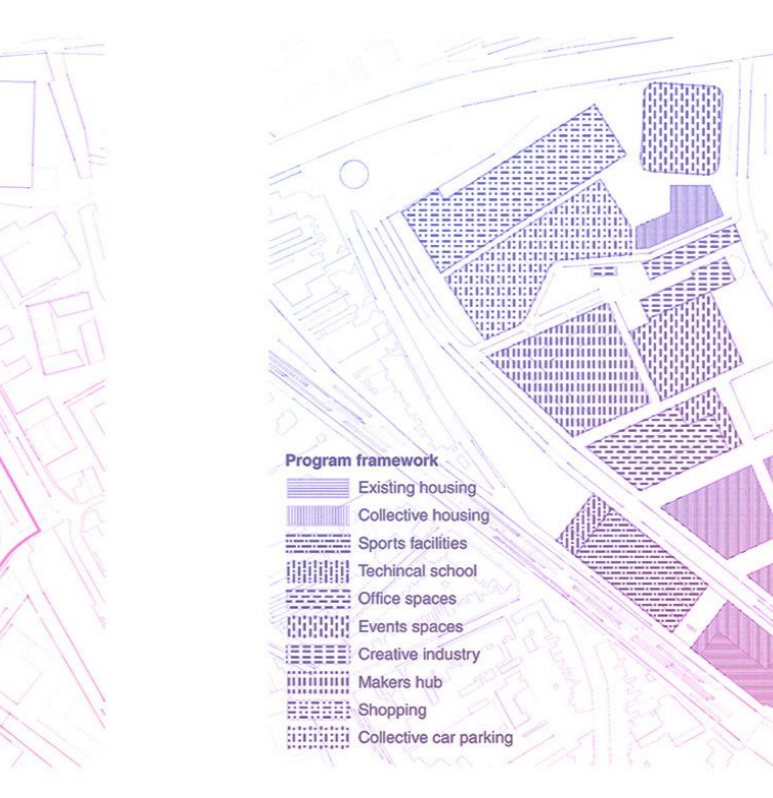 Program framework
Existing housing
Collective housing
Sports facilities
Techincal school
Office spaces
Events spaces
Creative industry
Makers hub
Shopping
Collective car parking